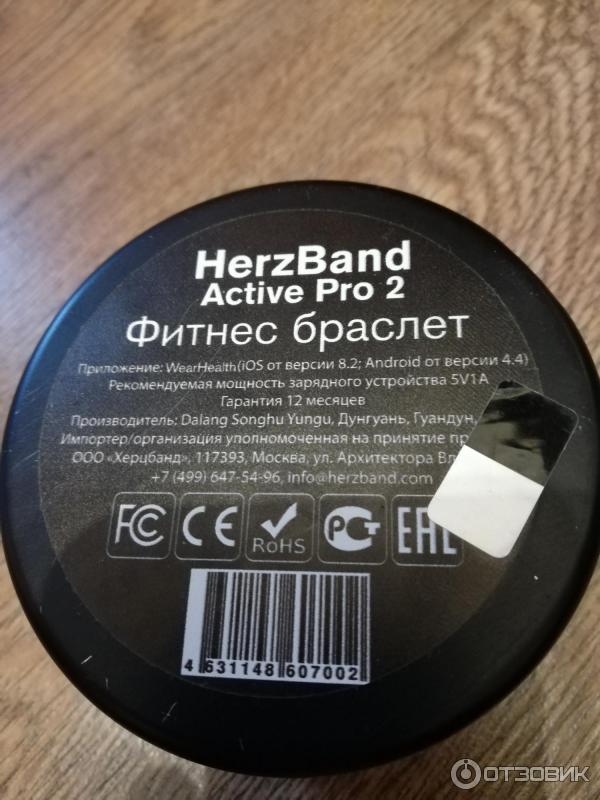 HerzBand
Active Pro 2
Фитнес браслет
Приложение: WearHealth(iOS от версии 8.2; Android от версии 4.4)
Рекомендуемая мощность зарядного устройства 5V1A
Гарантия 12 месяцев
Производитель: Dalang Songhu Yungu, Дунгуань, Гуандун,
Импортер/организация уполномоченная на принятие
ООО «Херцбанд», 117393, Москва, ул. Архитектора
+7 (499) 647-54-96, info@herzband.com
FC CE RoHS РСТ EAC
4 631148 607002
ОТЗОВИК